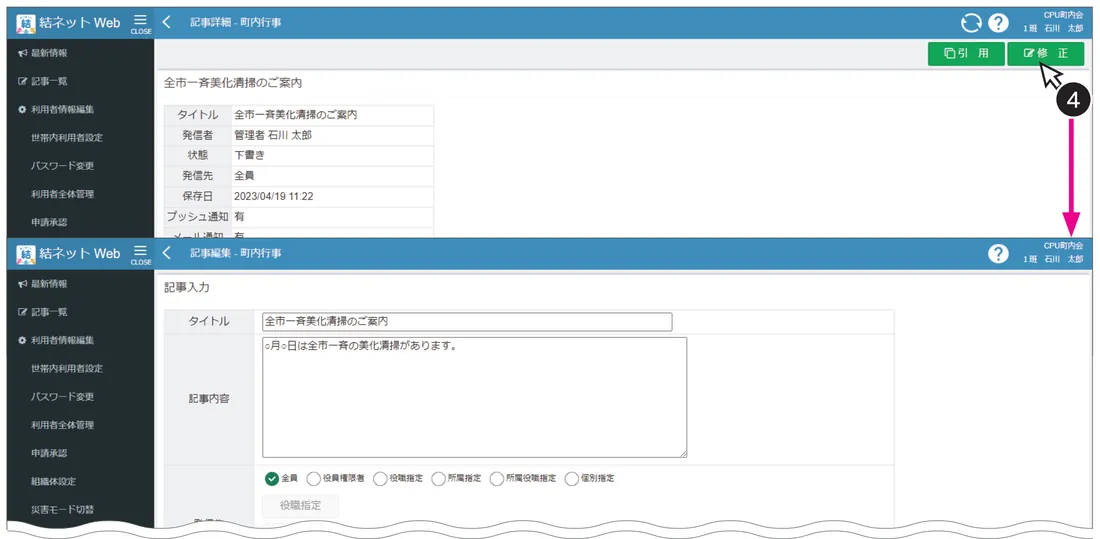 結ネット Web
CLOSE
記事詳細 - 町内行事
CPU町内会
1班 石川 太郎
最新情報
記事一覧
利用者情報編集
世帯内利用者設定
パスワード変更
利用者全体管理
申請承認
引 用
修 正
4
全市一斉美化清掃のご案内
タイトル 全市一斉美化清掃のご案内
発信者 管理者 石川 太郎
状態 下書き
発信先 全員
保存日 2023/04/19 11:22
プッシュ通知 有
メール通知 有
結ネット Web
CLOSE
記事編集 - 町内行事
CPU町内会
1班 石川 太郎
最新情報
記事一覧
利用者情報編集
世帯内利用者設定
パスワード変更
利用者全体管理
申請承認
組織体設定
災害モード切替
記事入力
タイトル 全市一斉美化清掃のご案内
記事内容 ○月○日は全市一斉の美化清掃があります。
全員 役員権限者 役職指定 所属指定 所属役職指定 個別指定
役職指定